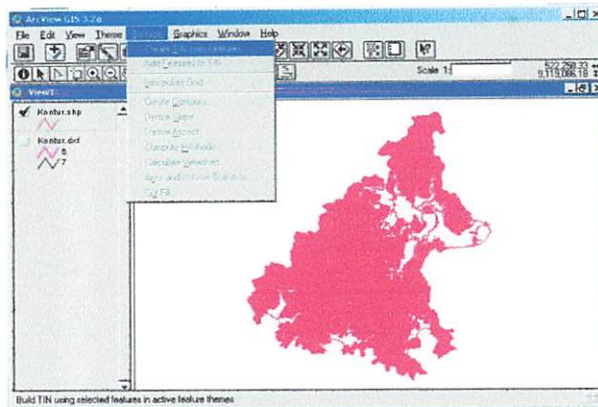 ArcView GIS 3.2a
File Edit View Theme Surface Graphics Window Help
Scale 1:
522,258.33
9,119,086.18
View1
Kontur.shp
Kontur.dxf
6
7
Create TIN from Features...
Add Features to TIN...
Interpolate Grid...
Create Contours...
Derive Slope
Derive Aspect
Compute Hillshade...
Calculate Viewshed
Area and Volume Statistics...
Cut Fill...
Build TIN using selected features in active feature themes